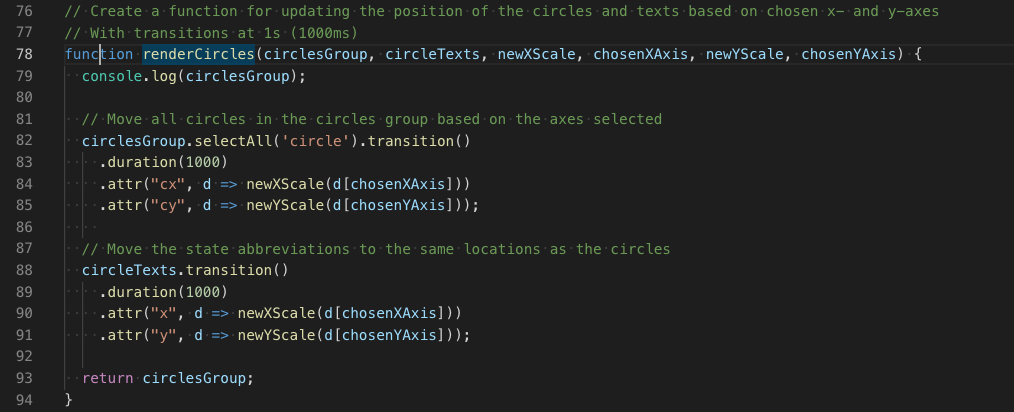 76 // Create a function for updating the position of the circles and texts based on chosen x- and y-axes
77 // With transitions at 1s (1000ms)
78 function renderCircles(circlesGroup, circleTexts, newXScale, chosenXAxis, newYScale, chosenYAxis) {
79   console.log(circlesGroup);
80
81   // Move all circles in the circles group based on the axes selected
82   circlesGroup.selectAll('circle').transition()
83     .duration(1000)
84     .attr("cx", d => newXScale(d[chosenXAxis]))
85     .attr("cy", d => newYScale(d[chosenYAxis]));
86
87   // Move the state abbreviations to the same locations as the circles
88   circleTexts.transition()
89     .duration(1000)
90     .attr("x", d => newXScale(d[chosenXAxis]))
91     .attr("y", d => newYScale(d[chosenYAxis]));
92
93   return circlesGroup;
94 }